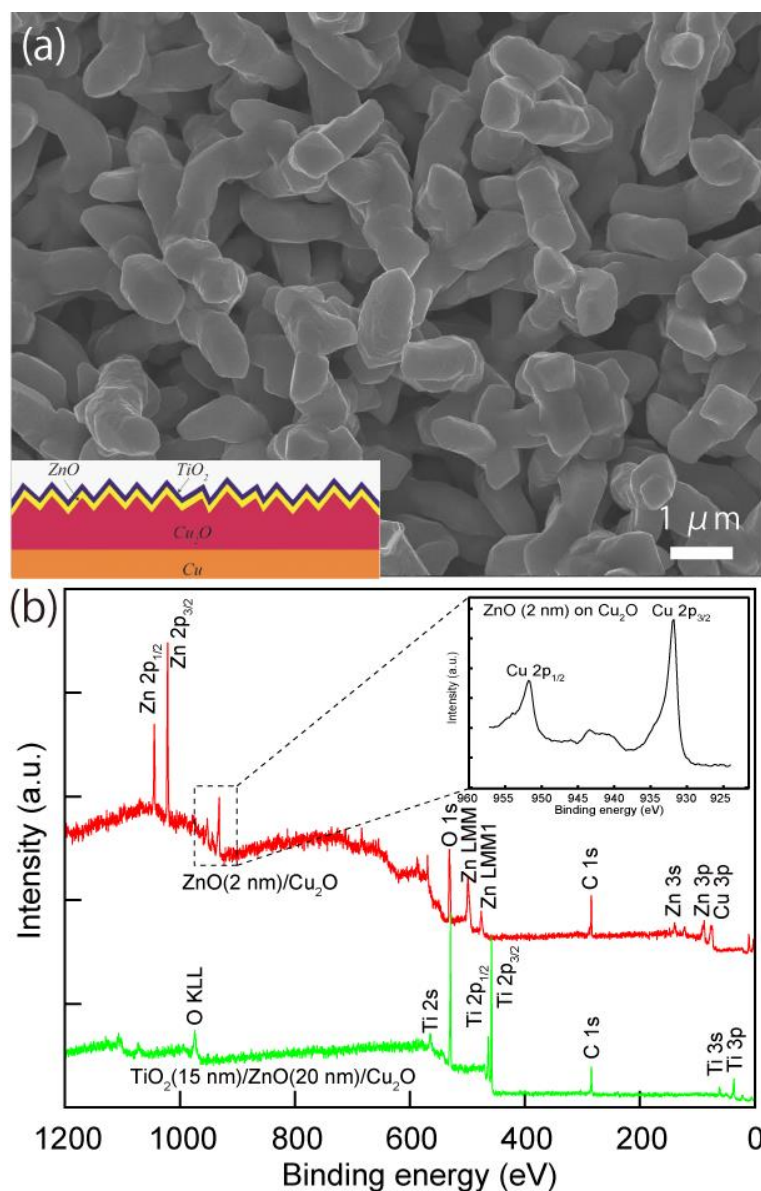 (a)
ZnO TiO₂
Cu₂O
Cu
1 μm
(b)
Zn 2p₁/₂
Zn 2p₃/₂
ZnO (2 nm) on Cu₂O Cu 2p₃/₂
Cu 2p₁/₂
Intensity (a.u.)
960 955 950 945 940 935 930 925
Binding energy (eV)
ZnO(2 nm)/Cu₂O
O 1s
Zn LMM
Zn LMM1
C 1s
Zn 3s
Zn 3p
Cu 3p
Intensity (a.u.)
O KLL
Ti 2s
Ti 2p₁/₂
Ti 2p₃/₂
C 1s
Ti 3s
Ti 3p
TiO₂(15 nm)/ZnO(20 nm)/Cu₂O
1200 1000 800 600 400 200 0
Binding energy (eV)